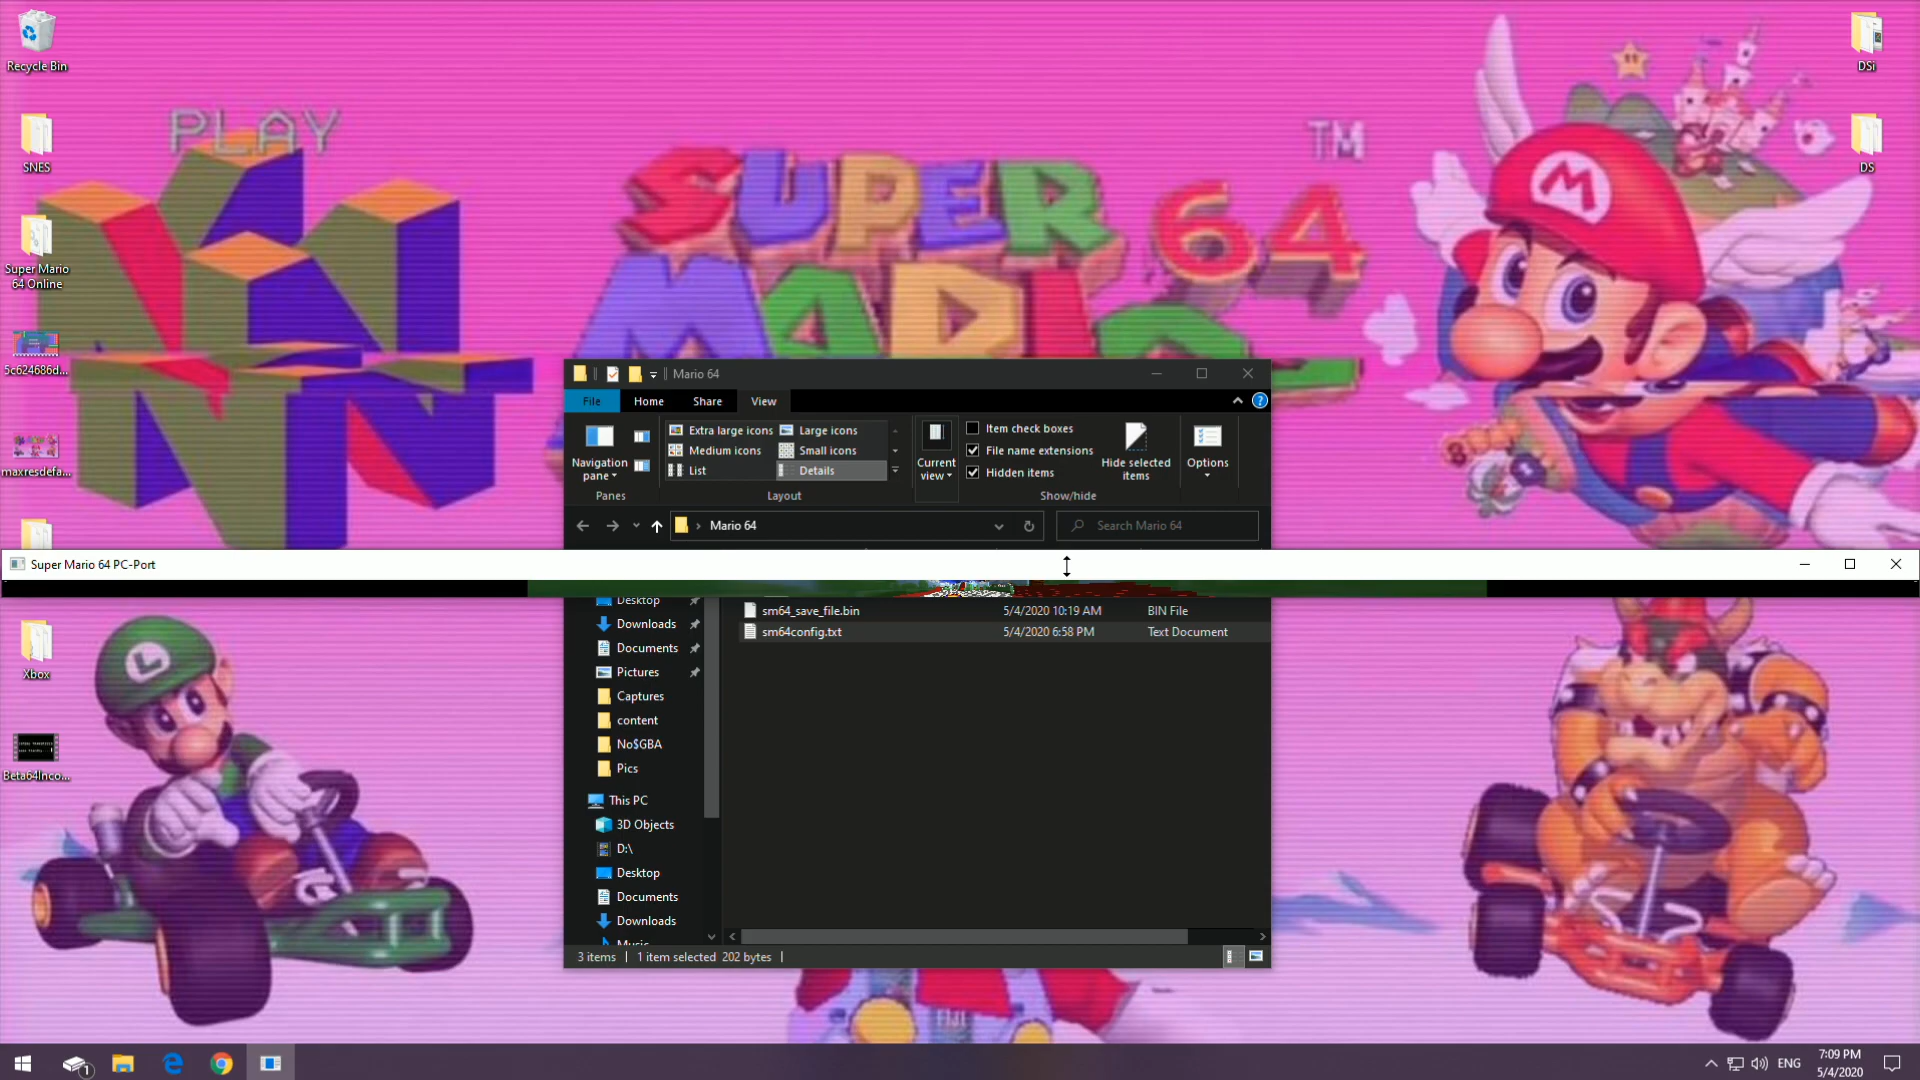 Recycle Bin
SNES
Super Mario
64 Online
5c624686d...
maxresdefa...
Xbox
Beta64Inco...
DSi
DS
PLAY
SUPER
MARIO
64
TM
Mario 64
File
Home
Share
View
Navigation
pane
Panes
Extra large icons
Large icons
Medium icons
Small icons
List
Details
Layout
Current
view
Item check boxes
File name extensions
Hidden items
Hide selected
items
Show/hide
Options
Mario 64
Search Mario 64
Super Mario 64 PC-Port
Desktop
Downloads
Documents
Pictures
Captures
content
No$GBA
Pics
This PC
3D Objects
D:\
Desktop
Documents
Downloads
Music
sm64_save_file.bin 5/4/2020 10:19 AM BIN File
sm64config.txt 5/4/2020 6:58 PM Text Document
3 items 1 item selected 202 bytes
1
ENG
7:09 PM
5/4/2020